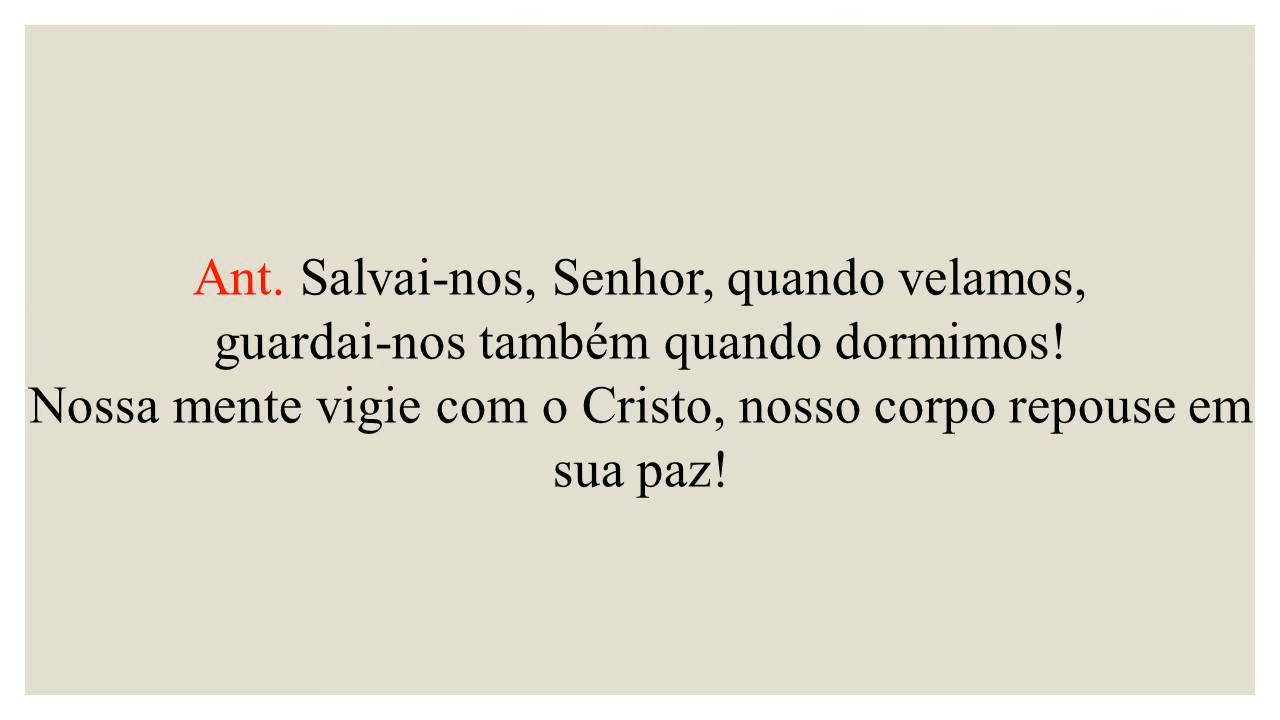 Ant. Salvai-nos, Senhor, quando velamos,
guardai-nos também quando dormimos!
Nossa mente vigie com o Cristo, nosso corpo repouse em
sua paz!